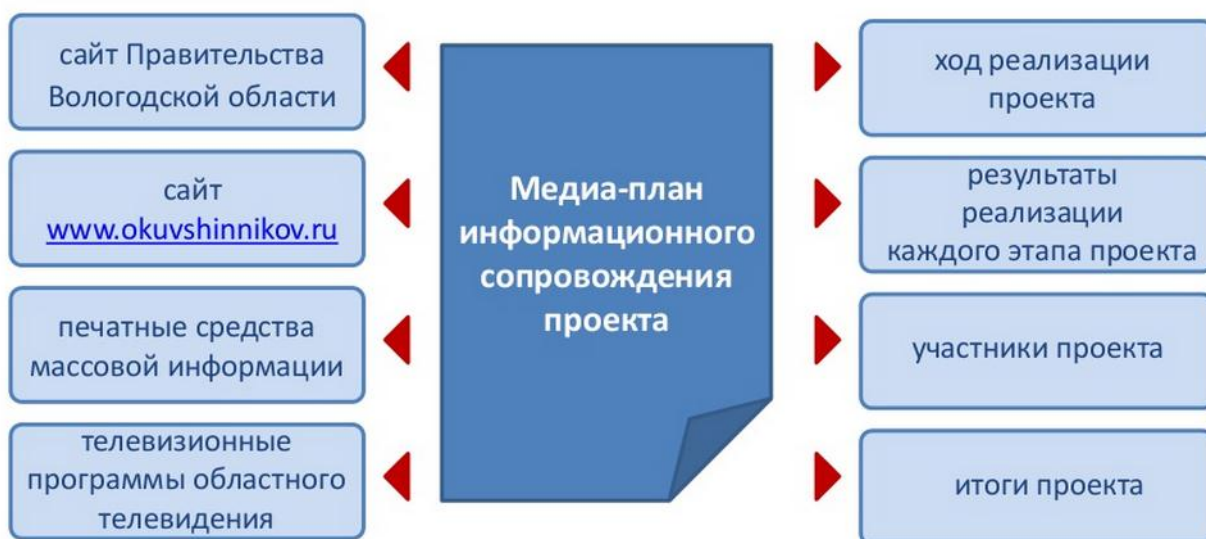 сайт Правительства
Вологодской области
сайт
www.okuvshinnikov.ru
печатные средства
массовой информации
телевизионные
программы областного
телевидения
Медиа-план
информационного
сопровождения
проекта
ход реализации
проекта
результаты
реализации
каждого этапа проекта
участники проекта
итоги проекта